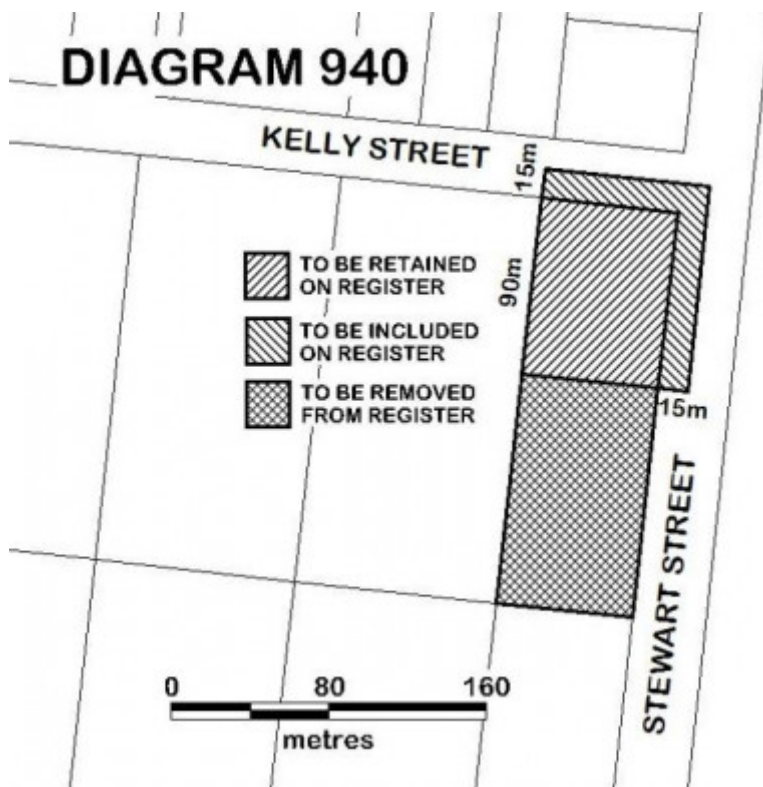 DIAGRAM 940
KELLY STREET
15m
90m
TO BE RETAINED
ON REGISTER
TO BE INCLUDED
ON REGISTER
TO BE REMOVED
FROM REGISTER
15m
STEWART STREET
0 80 160
metres